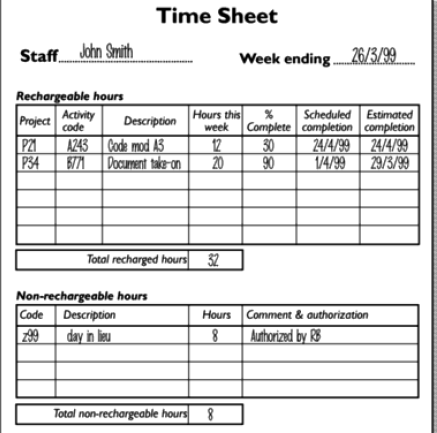 Time Sheet
Staff John Smith Week ending 26/3/99
Rechargeable hours
Project Activity code Description Hours this week % Complete Scheduled completion Estimated completion
P21 A243 Code mod A3 12 30 24/4/99 24/4/99
P34 B771 Document take-on 20 90 1/4/99 29/3/99
Total recharged hours 32
Non-rechargeable hours
Code Description Hours Comment & authorization
z99 day in lieu 8 Authorized by RB
Total non-rechargeable hours 8